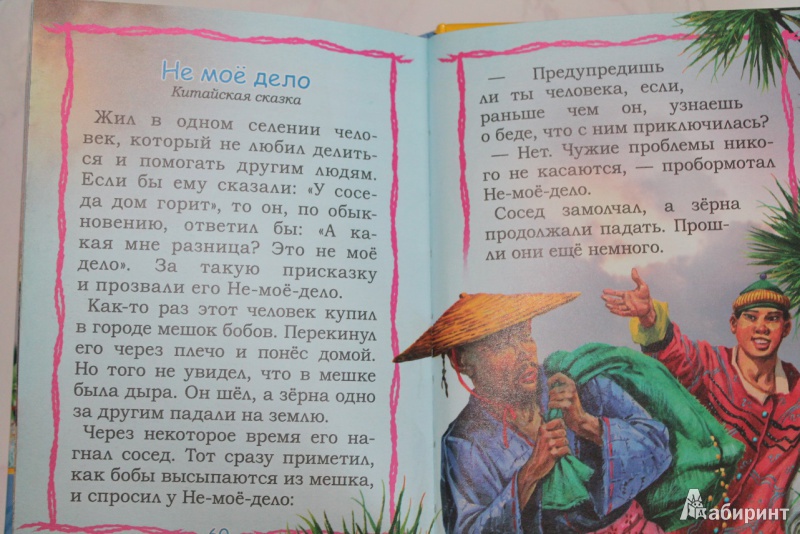 Не моё дело
Китайская сказка
Жил в одном селении чело-
век, который не любил делить-
ся и помогать другим людям.
Если бы ему сказали: «У сосе-
да дом горит», то он, по обык-
новению, ответил бы: «А ка-
кая мне разница? Это не моё
дело». За такую присказку
и прозвали его Не-моё-дело.
Как-то раз этот человек купил
в городе мешок бобов. Перекинул
его через плечо и понёс домой.
Но того не увидел, что в мешке
была дыра. Он шёл, а зёрна одно
за другим падали на землю.
Через некоторое время его на-
гнал сосед. Тот сразу приметил,
как бобы высыпаются из мешка,
и спросил у Не-моё-дело:
— Предупредишь
ли ты человека, если,
раньше чем он, узнаешь
о беде, что с ним приключилась?
— Нет. Чужие проблемы нико-
го не касаются, — пробормотал
Не-моё-дело.
Сосед замолчал, а зёрна
продолжали падать. Прош-
ли они ещё немного.
Лабиринт